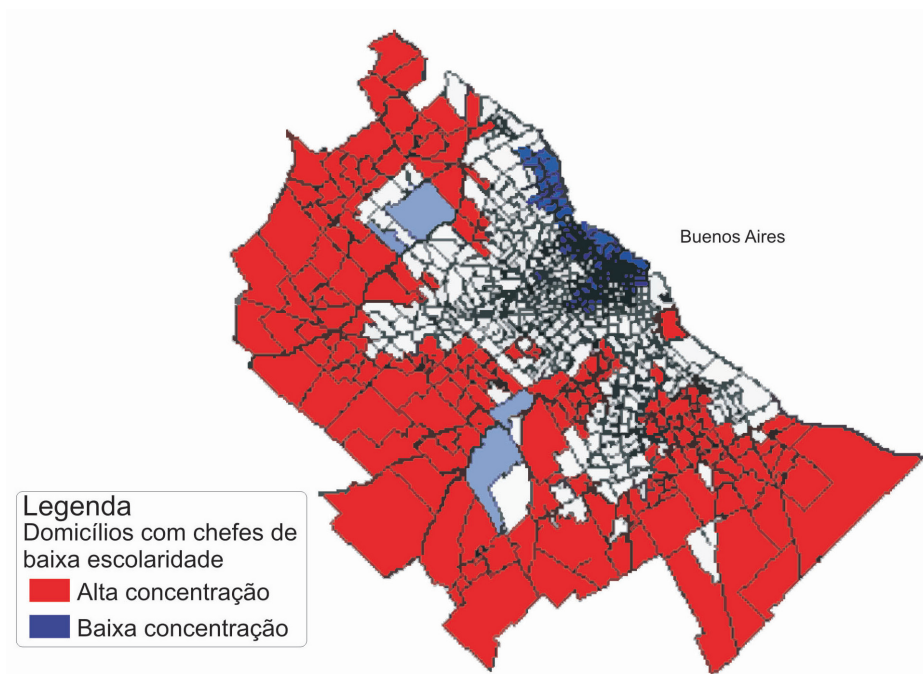 Buenos Aires
Legenda
Domicílios com chefes de
baixa escolaridade
Alta concentração
Baixa concentração